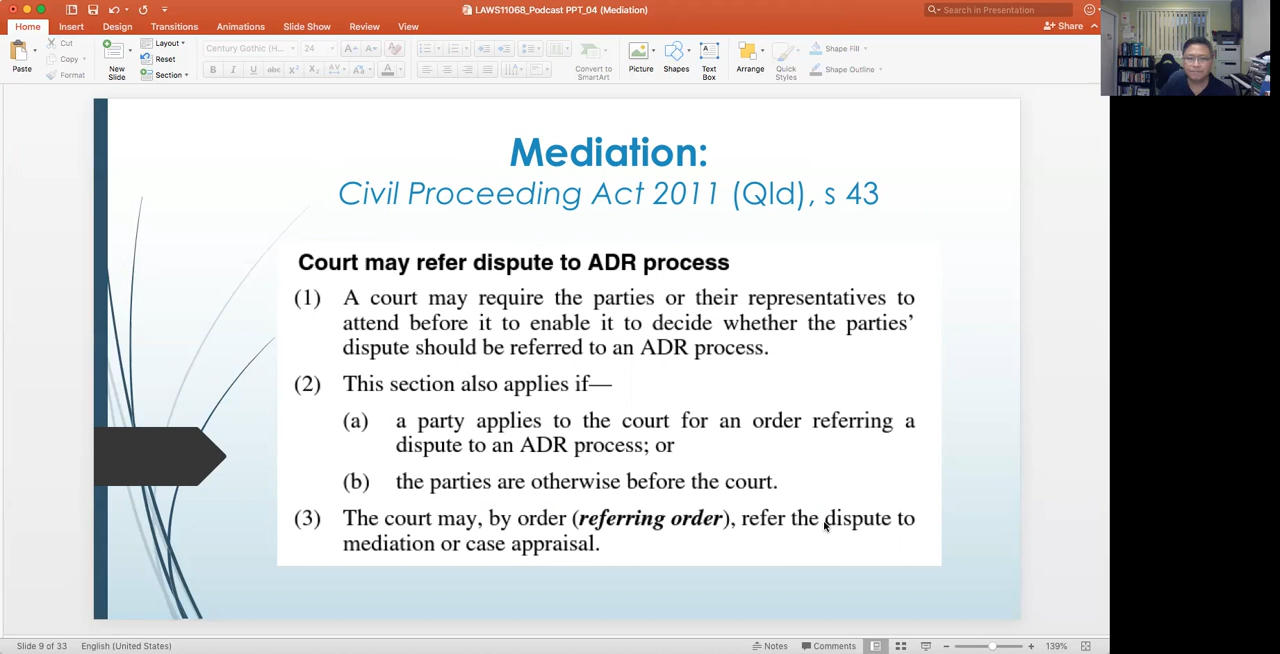 LAWS11068_Podcast PPT_04 (Mediation)
Search in Presentation
Home Insert Design Transitions Animations Slide Show Review View
Share
Paste
Cut
Copy
Format
New Slide
Layout
Reset
Section
Century Gothic (H... 24
Convert to SmartArt
Picture
Shapes
Text Box
Arrange
Quick Styles
Shape Fill
Shape Outline
Mediation:
Civil Proceeding Act 2011 (Qld), s 43
Court may refer dispute to ADR process
(1) A court may require the parties or their representatives to
attend before it to enable it to decide whether the parties’
dispute should be referred to an ADR process.
(2) This section also applies if—
(a) a party applies to the court for an order referring a
dispute to an ADR process; or
(b) the parties are otherwise before the court.
(3) The court may, by order (referring order), refer the dispute to
mediation or case appraisal.
Slide 9 of 33 English (United States)
Notes Comments 139%